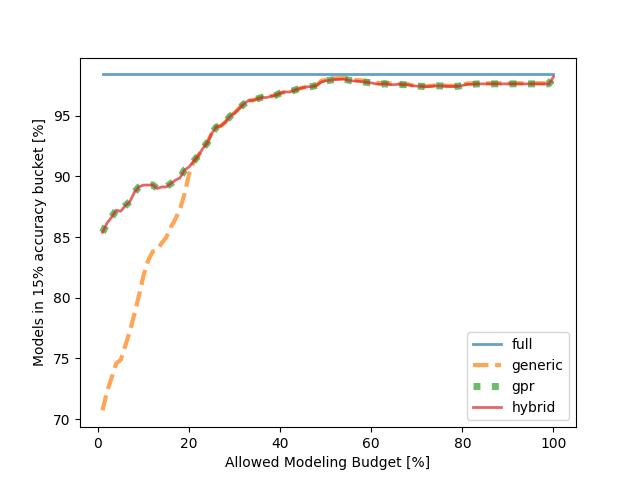 95
90
85
80
75
70
Models in 15% accuracy bucket [%]
0 20 40 60 80 100
Allowed Modeling Budget [%]
full
generic
gpr
hybrid